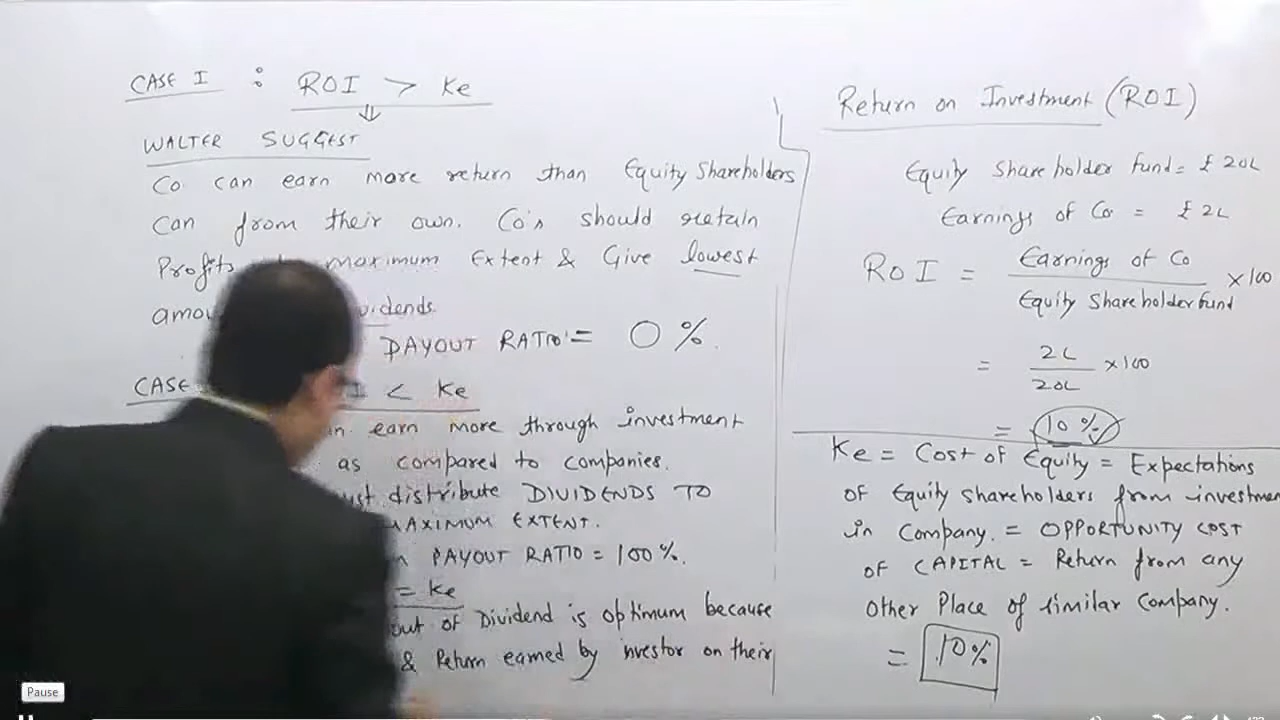 CASE I : ROI > Ke
WALTER SUGGEST
Co can earn more return than Equity Shareholders
can from their own. Co's should retain
Profits maximum Extent & Give lowest
PAYOUT RATIO = 0 %.
CASE < Ke
earn more through investment
as compared to companies.
distribute DIVIDENDS TO
MAXIMUM EXTENT.
PAYOUT RATIO = 100%.
= Ke
of Dividend is optimum because
& Return earned by investor on their
Return on Investment (ROI)
Equity Share holder fund = £ 20L
Earnings of Co = £ 2L
ROI = Earnings of Co / Equity Shareholder fund × 100
= 2L / 20L × 100
= 10 %
Ke = Cost of Equity = Expectations
OF Equity shareholders from
in Company. = OPPORTUNITY COST
OF CAPITAL = Return from any
Other Place of similar Company.
= 10%
Pause